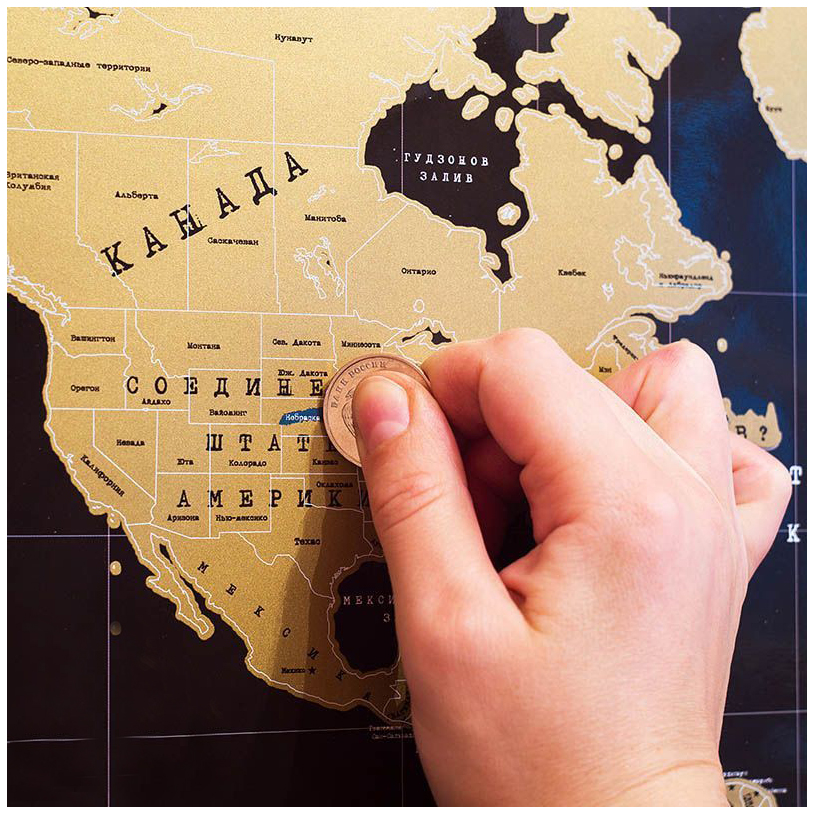 Нунавут
Северо-западные территории
ГУДЗОНОВ
ЗАЛИВ
Британская
Колумбия
Альберта
КАНАДА
Саскачеван
Манитоба
Онтарио
Квебек
Ньюфаундленд
Вашингтон
Монтана
Сев. Дакота
Миннесота
Мэн
БАНК РОССИИ
Юж. Дакота
Орегон
СОЕДИНЕ
Айдахо
Вайоминг
Небраска
В?
Невада
ШТАТ
Юта
Колорадо
Канзас
Калифорния
Оклахома
АМЕРИКИ
Аризона
Нью-мексико
Техас
Т
К
МЕКСИКА
МЕКСИ
З
Мехико